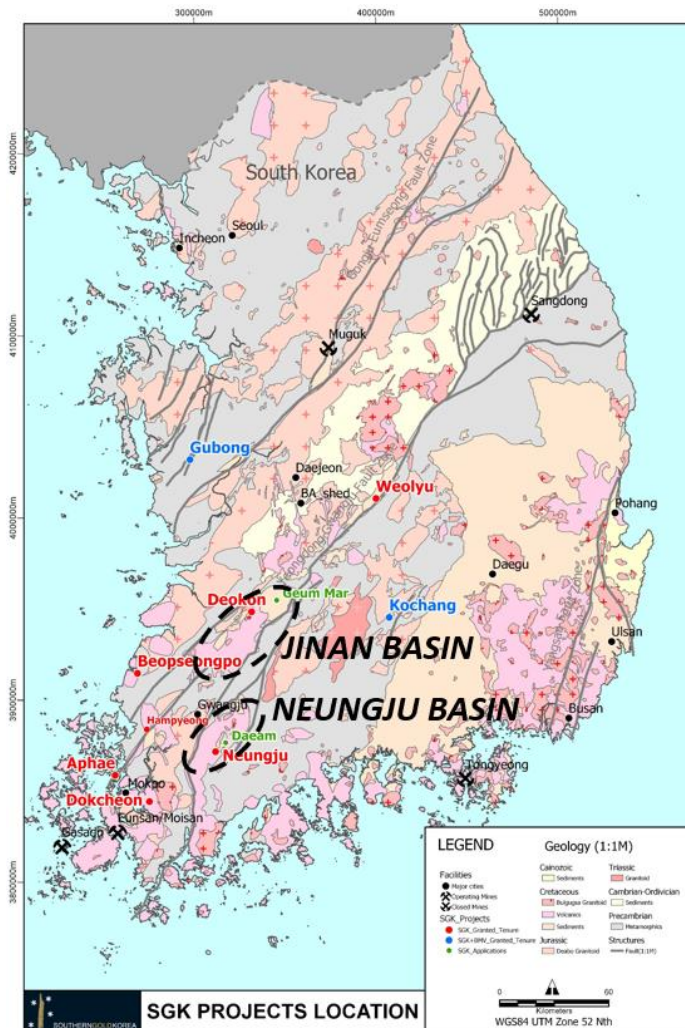 300000m
400000m
500000m
4200000m
4100000m
4000000m
3900000m
3800000m
South Korea
Seoul
Incheon
Muguk
Sangdong
Gubong
Daejeon
BA_shed
Weolyu
Pohang
Daegu
Deokon
Geum Mar
Kochang
Ulsan
JINAN BASIN
Beopseongpo
Gwangju
NEUNGJU BASIN
Busan
Hampyeong
Daeam
Neungju
Aphae
Mokpo
Tongyeong
Dokcheon
Eunsan/Moisan
Gasado
LEGEND
Geology (1:1M)
Facilities
Major cities
Operating Mines
Closed Mines
SGK_Projects
SGK_Granted_Tenure
SGK+BMV_Granted_Tenure
SGK_Applications
Cainozoic
Sediments
Cretaceous
Bulgugsa Granitoid
Volcanics
Sediments
Jurassic
Deabo Granitoid
Triassic
Granitoid
Cambrian-Ordivician
Sediments
Precambrian
Metamorphics
Structures
Fault(1:1M)
0
60
Kilometers
WGS84 UTM Zone 52 Nth
SOUTHERNGOLDKOREA
SGK PROJECTS LOCATION